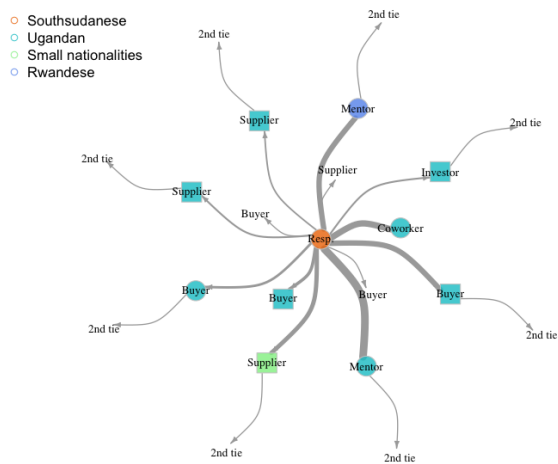 Southsudanese
Ugandan
Small nationalities
Rwandese
2nd tie
2nd tie
Mentor
Supplier
2nd tie
2nd tie
Supplier
Investor
Supplier
Buyer
Coworker
Resp.
Buyer
Buyer
Buyer
Buyer
2nd tie
2nd tie
Supplier
Mentor
2nd tie
2nd tie